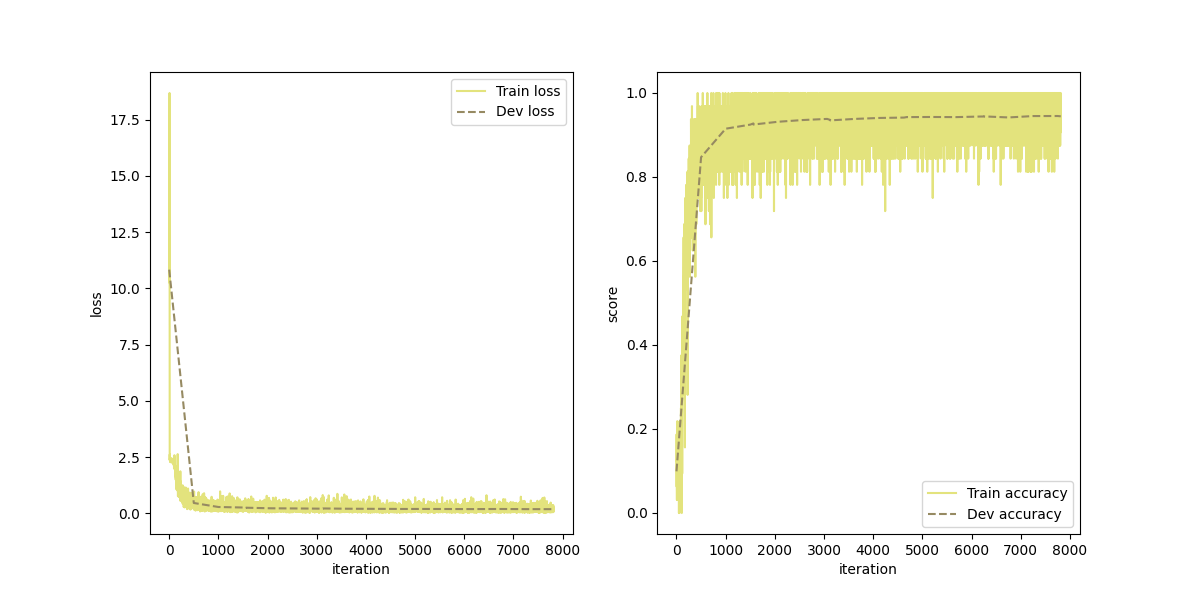 Train loss
Dev loss
17.5
15.0
12.5
10.0
7.5
5.0
2.5
0.0
loss
0 1000 2000 3000 4000 5000 6000 7000 8000
iteration
1.0
0.8
0.6
0.4
0.2
0.0
score
Train accuracy
Dev accuracy
0 1000 2000 3000 4000 5000 6000 7000 8000
iteration